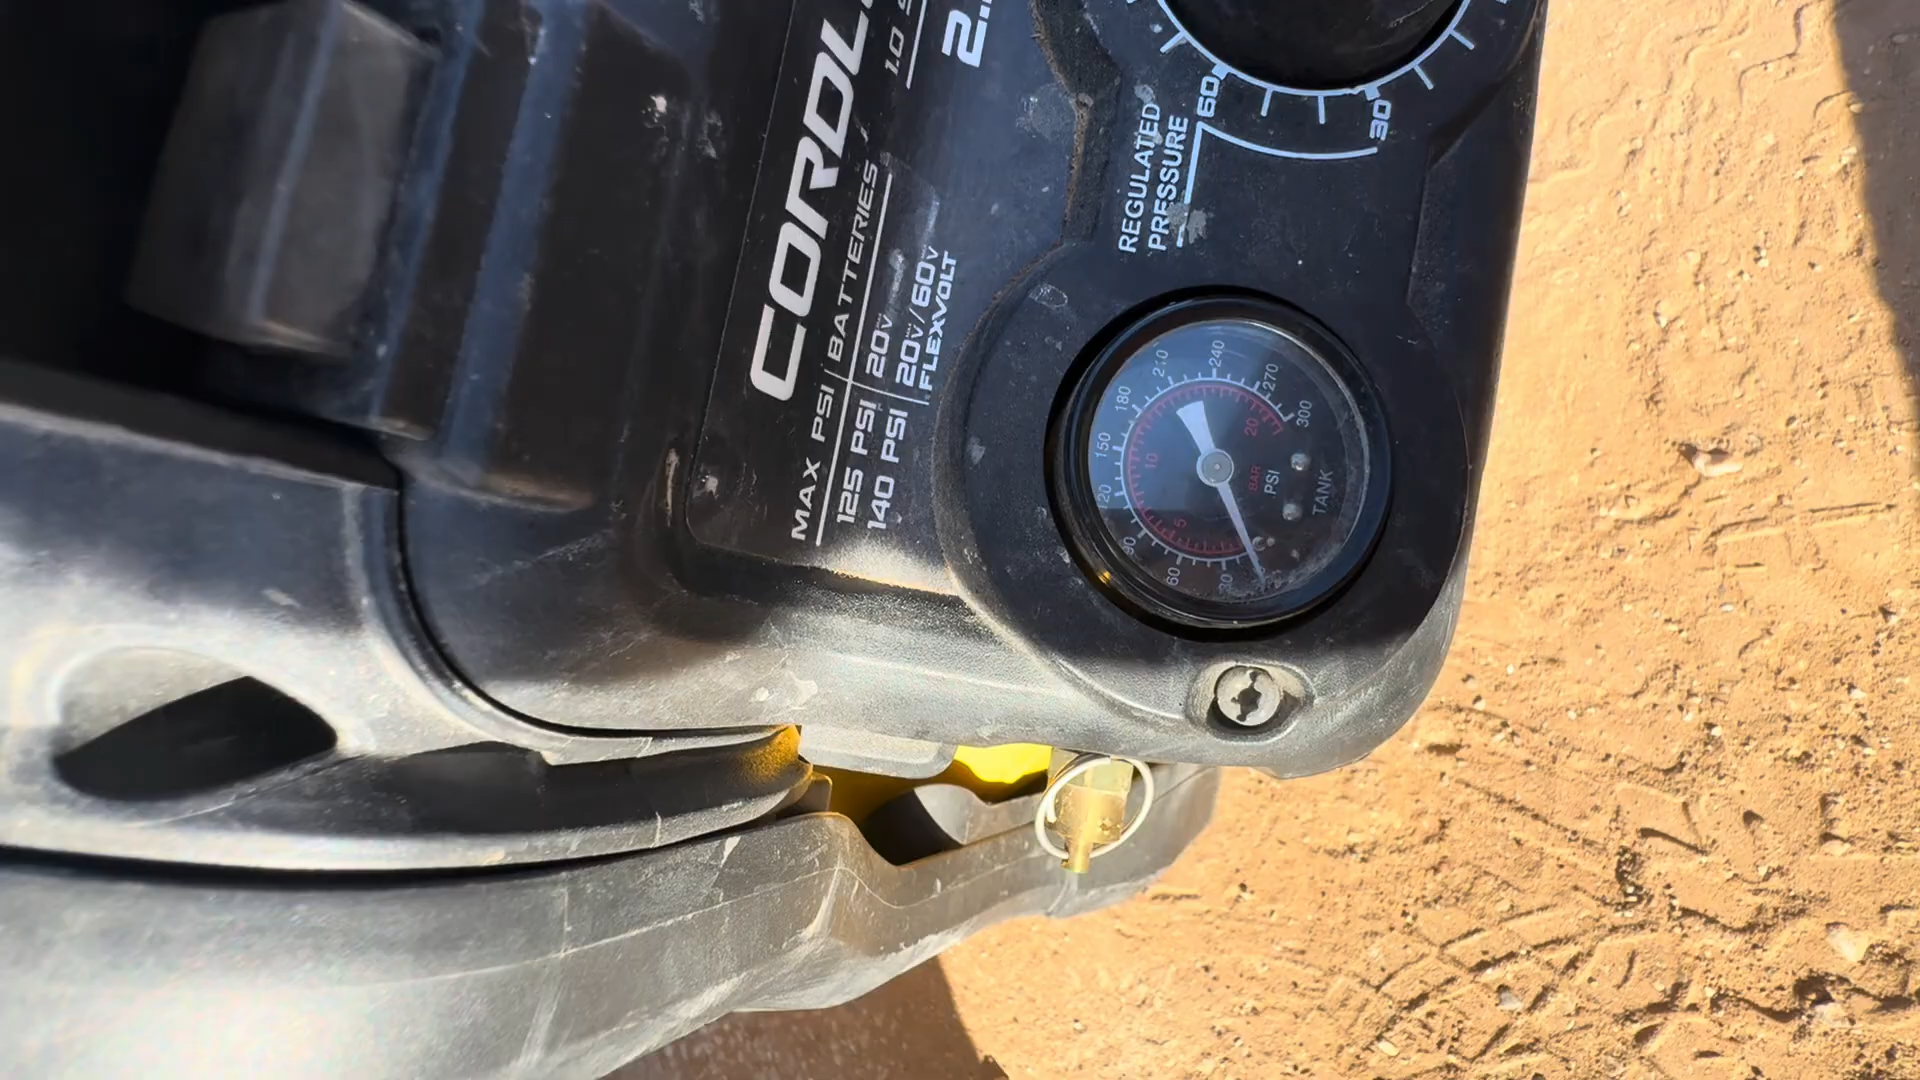 CORDL
1.0 S
2.
MAX PSI BATTERIES
125 PSI 20V
140 PSI 20V/60V
FLEXVOLT
REGULATED
PRESSURE
60
30
30
60
90
120
150
180
210
240
270
300
5
10
20
BAR
PSI
TANK